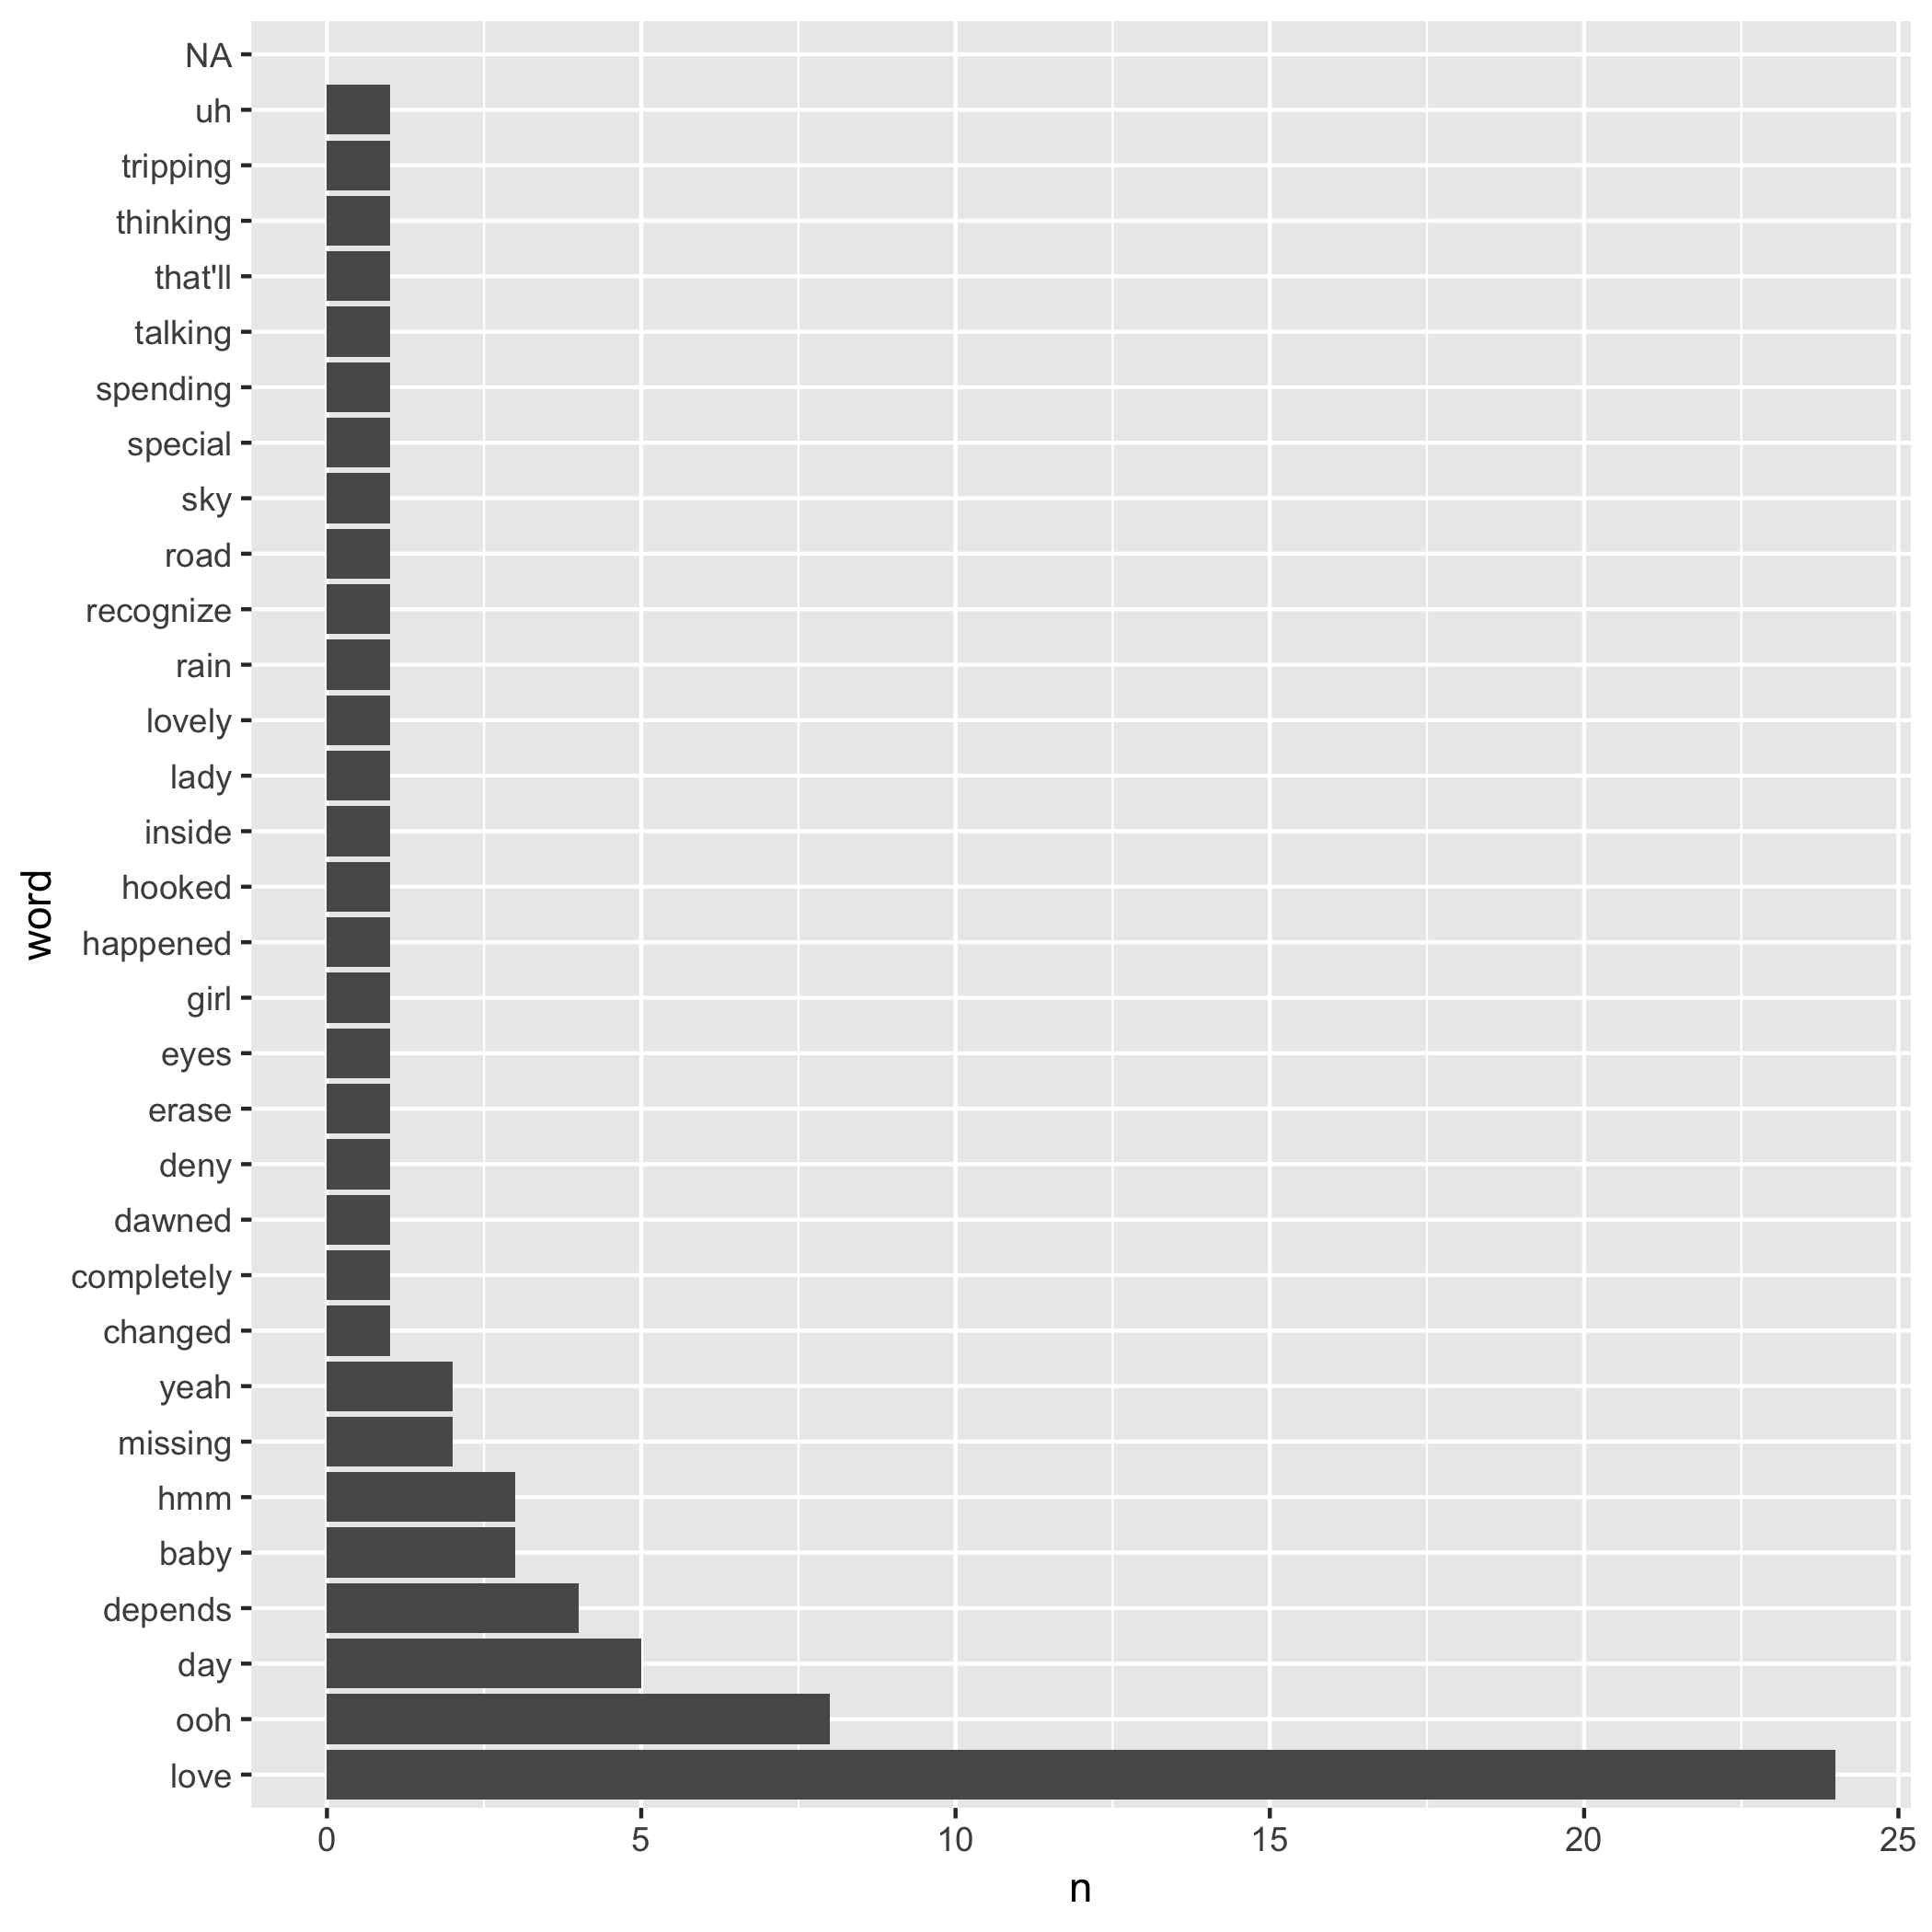 NA
uh
tripping
thinking
that'll
talking
spending
special
sky
road
recognize
rain
lovely
lady
inside
hooked
happened
girl
eyes
erase
deny
dawned
completely
changed
yeah
missing
hmm
baby
depends
day
ooh
love
word
0 5 10 15 20 25
n